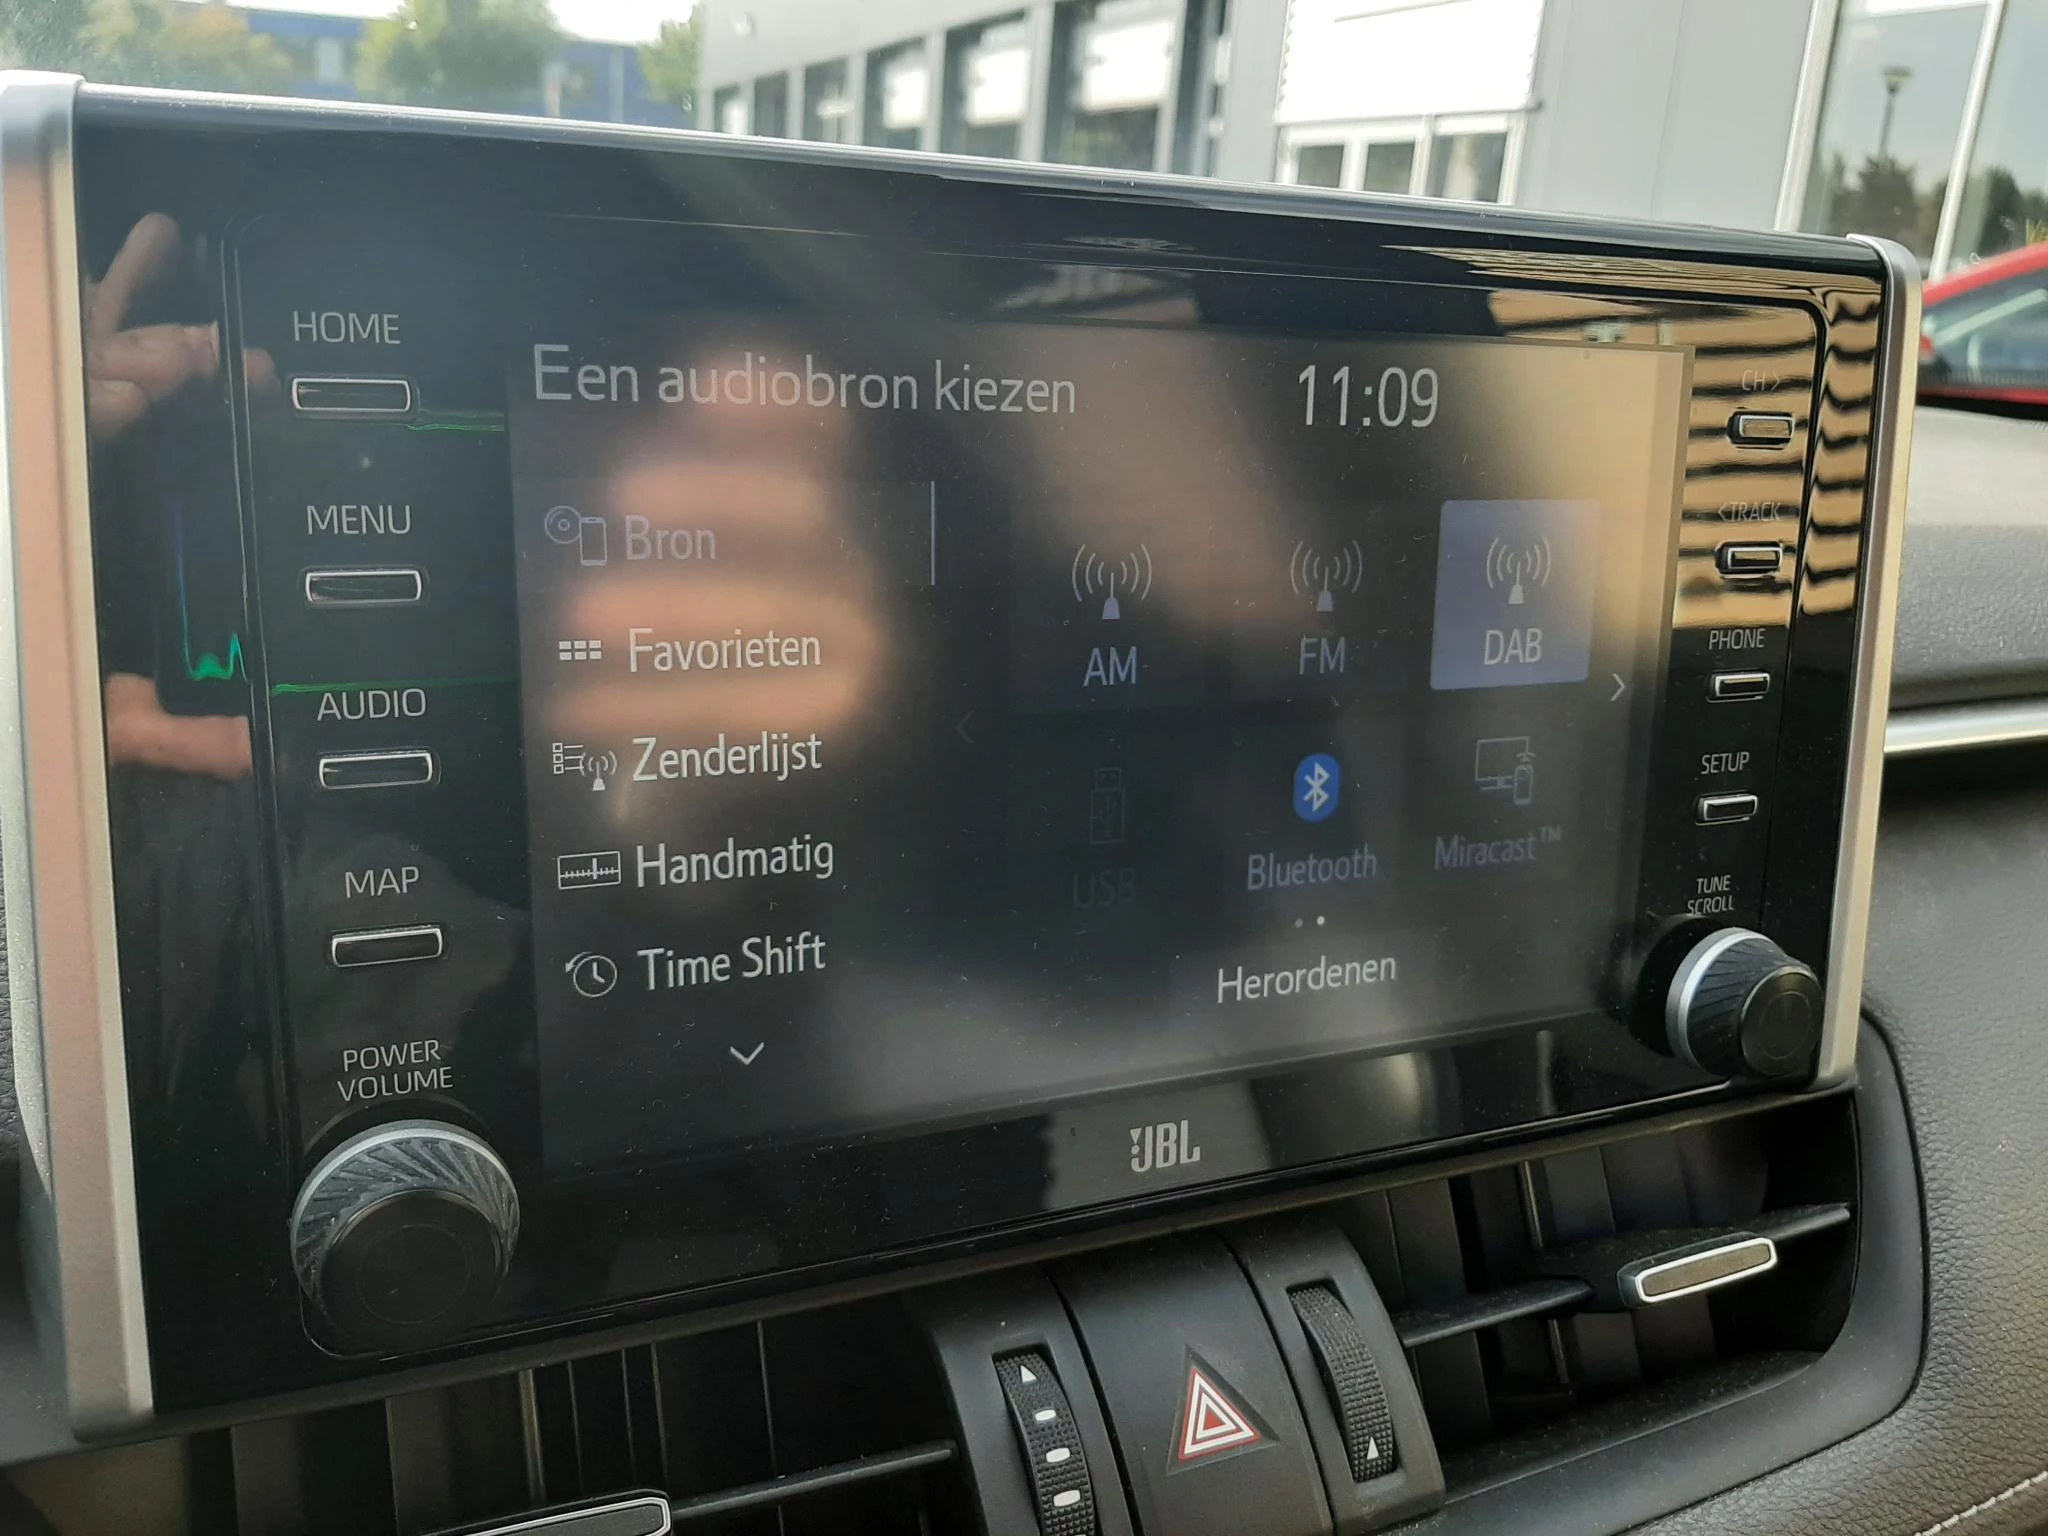 HOME
MENU
AUDIO
MAP
POWER
VOLUME
Een audiobron kiezen
11:09
Bron
Favorieten
Zenderlijst
Handmatig
Time Shift
AM
FM
DAB
USB
Bluetooth
Miracast™
Herordenen
CH >
< TRACK
PHONE
SETUP
TUNE
SCROLL
JBL